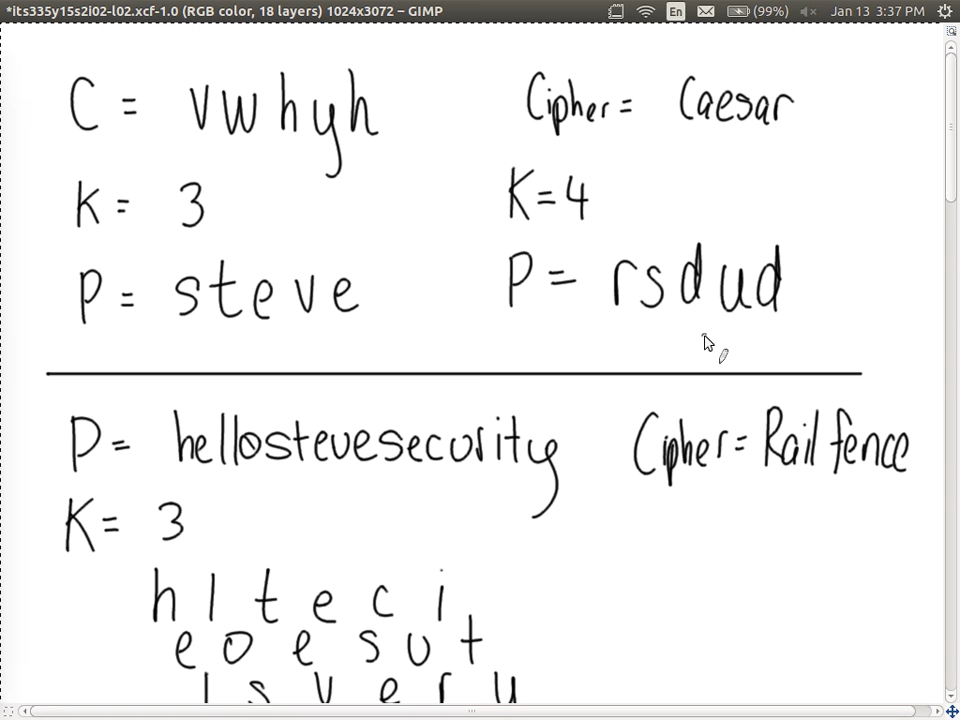 *its335y15s2i02-l02.xcf-1.0 (RGB color, 18 layers) 1024x3072 – GIMP En (99%) Jan 13 3:37 PM
C = vwhyh Cipher = Caesar
K = 3 K=4
P = steve P = rsdud
P = hellostevesecurity Cipher = Rail fence
K = 3
h l t e c i
e o e s u t
l s v e r y